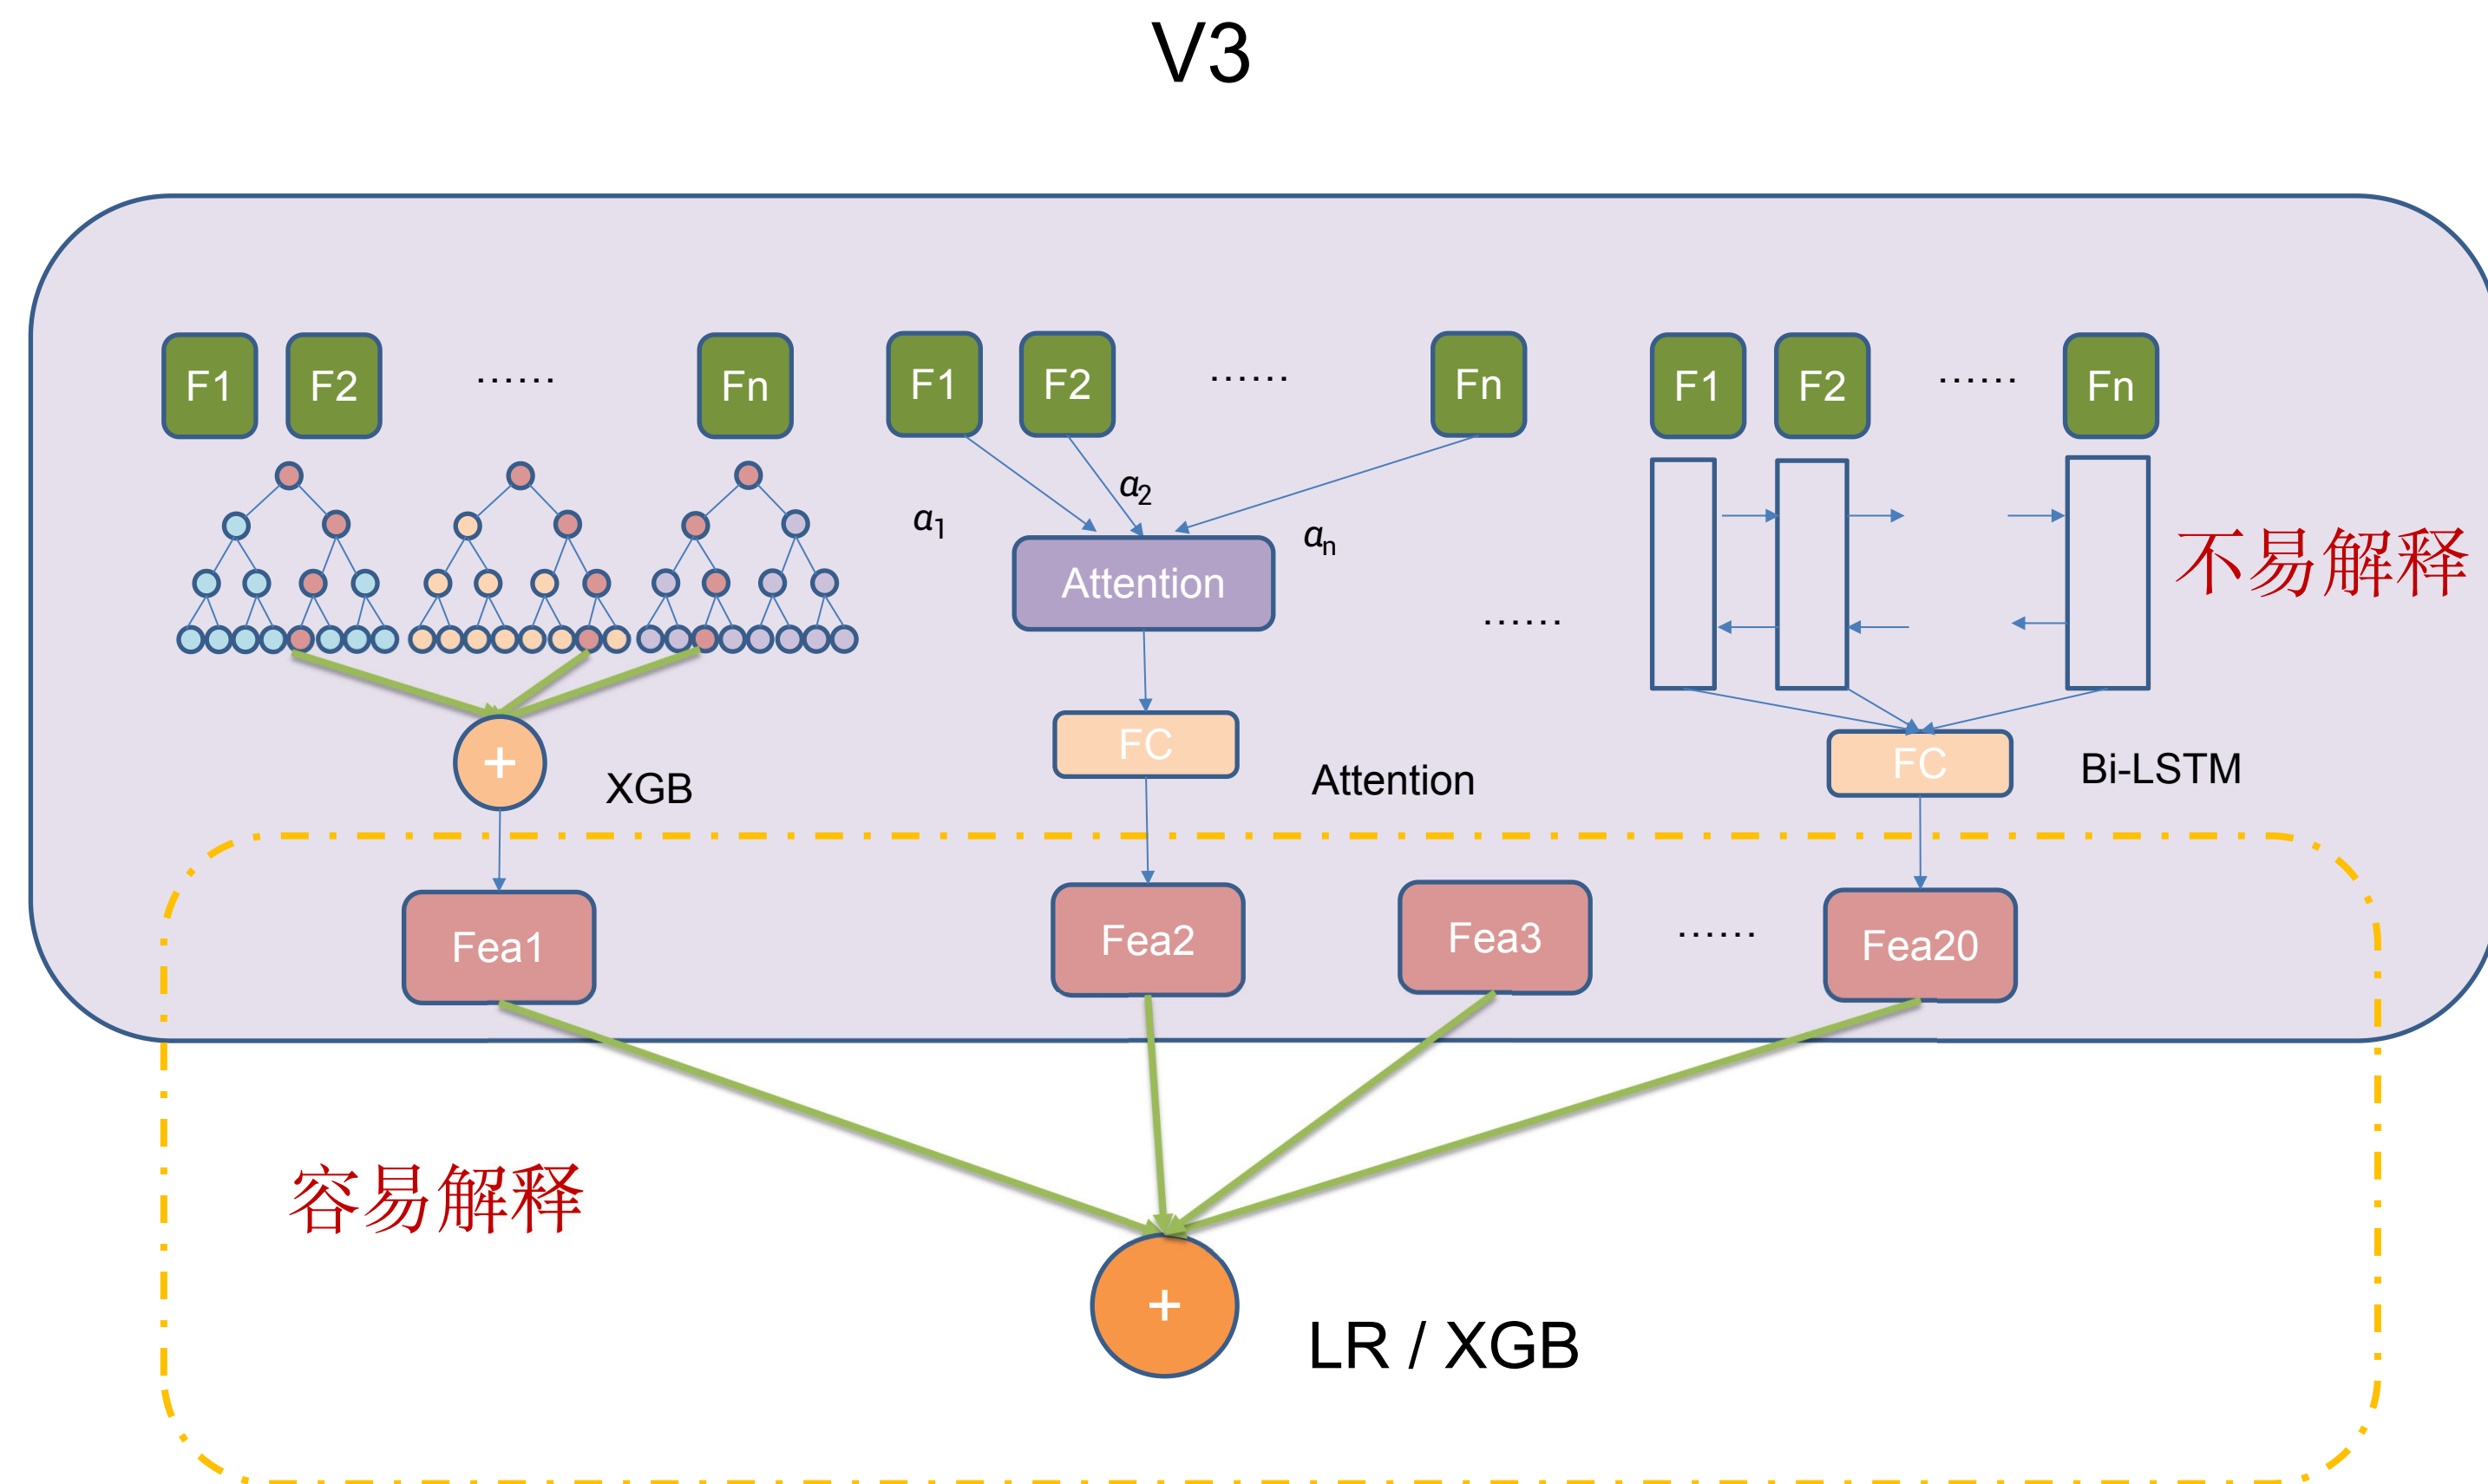 V3
F1 F2 ······ Fn F1 F2 ······ Fn F1 F2 ······ Fn
a1
a2
an
Attention
······
不易解释
+
XGB
FC
Attention
FC
Bi-LSTM
Fea1 Fea2 Fea3 ······ Fea20
容易解释
+
LR / XGB